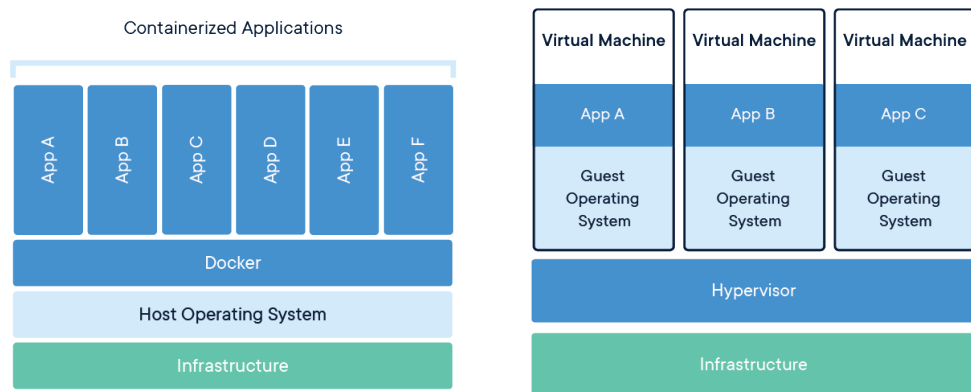 Containerized Applications
App A
App B
App C
App D
App E
App F
Docker
Host Operating System
Infrastructure
Virtual Machine
App A
Guest
Operating
System
Virtual Machine
App B
Guest
Operating
System
Virtual Machine
App C
Guest
Operating
System
Hypervisor
Infrastructure